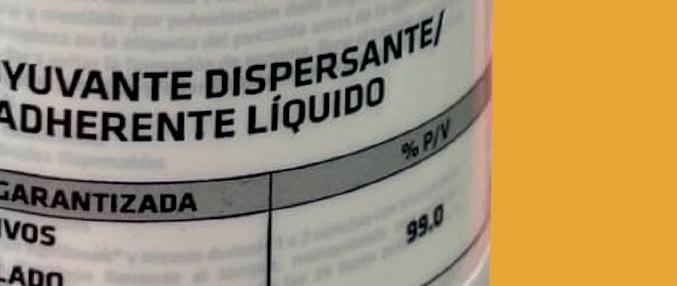 YUVANTE DISPERSANTE/
ADHERENTE LÍQUIDO
% P/V
GARANTIZADA
IVOS
99.0
LADO